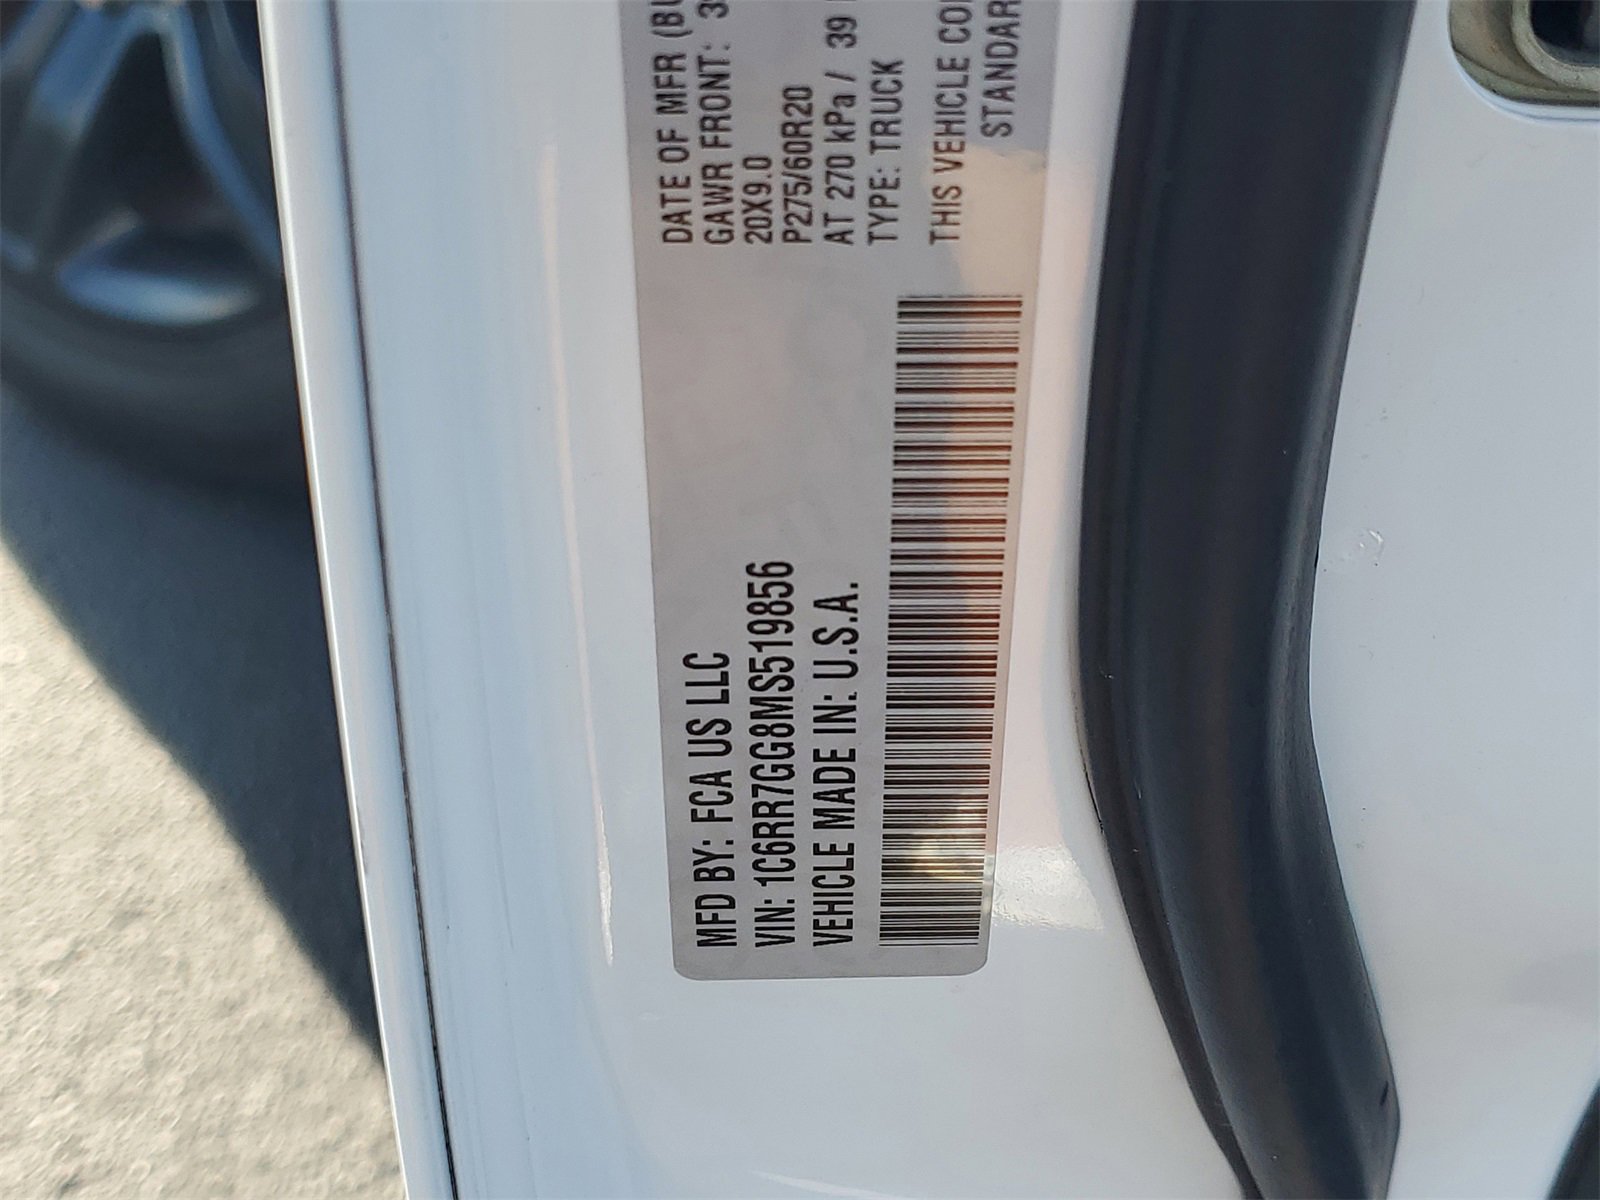 MFD BY: FCA US LLC
VIN: 1C6RR7GG8MS519856
VEHICLE MADE IN: U.S.A.
DATE OF MFR
GAWR FRONT:
20X9.0
P275/60R20
AT 270 kPa / 39
TYPE: TRUCK
THIS VEHICLE